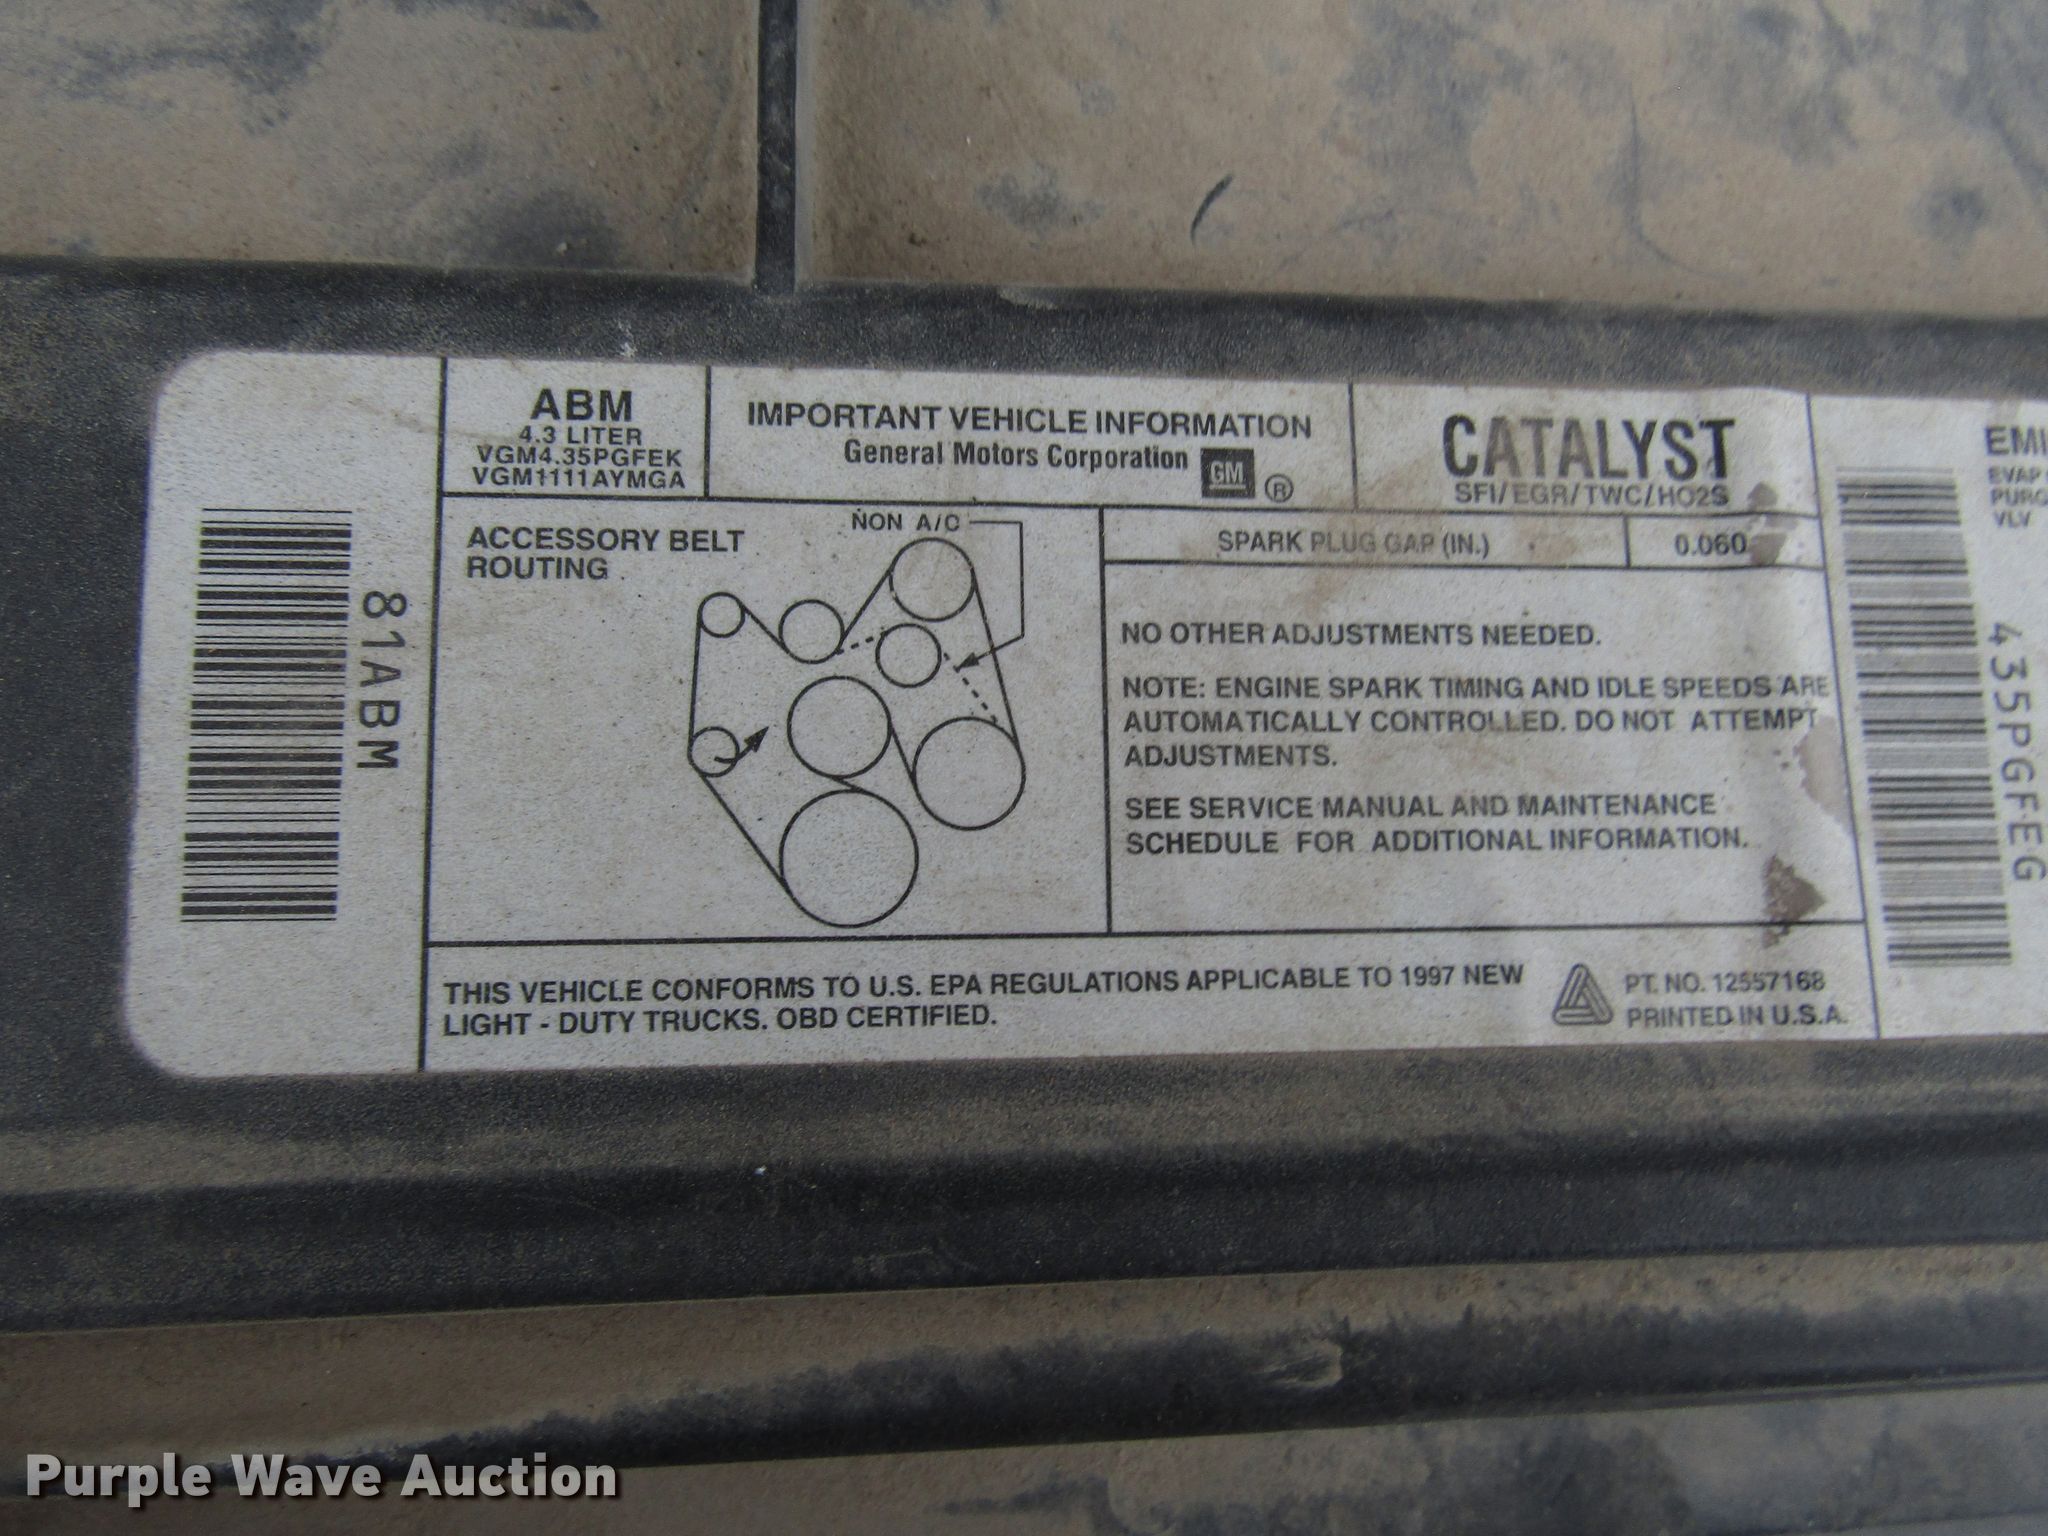 81ABM
ABM
4.3 LITER
VGM4.35PGFEK
VGM1111AYMGA
IMPORTANT VEHICLE INFORMATION
General Motors Corporation GM ®
CATALYST
SFI/EGR/TWC/HO2S
ACCESSORY BELT
ROUTING
NON A/C
SPARK PLUG GAP (IN.) 0.060
NO OTHER ADJUSTMENTS NEEDED.
NOTE: ENGINE SPARK TIMING AND IDLE SPEEDS ARE
AUTOMATICALLY CONTROLLED. DO NOT ATTEMPT
ADJUSTMENTS.
SEE SERVICE MANUAL AND MAINTENANCE
SCHEDULE FOR ADDITIONAL INFORMATION.
THIS VEHICLE CONFORMS TO U.S. EPA REGULATIONS APPLICABLE TO 1997 NEW
LIGHT - DUTY TRUCKS. OBD CERTIFIED.
PT. NO. 12557168
PRINTED IN U.S.A.
435PGFEG
EMI
EVAP
PURG
VLV
Purple Wave Auction